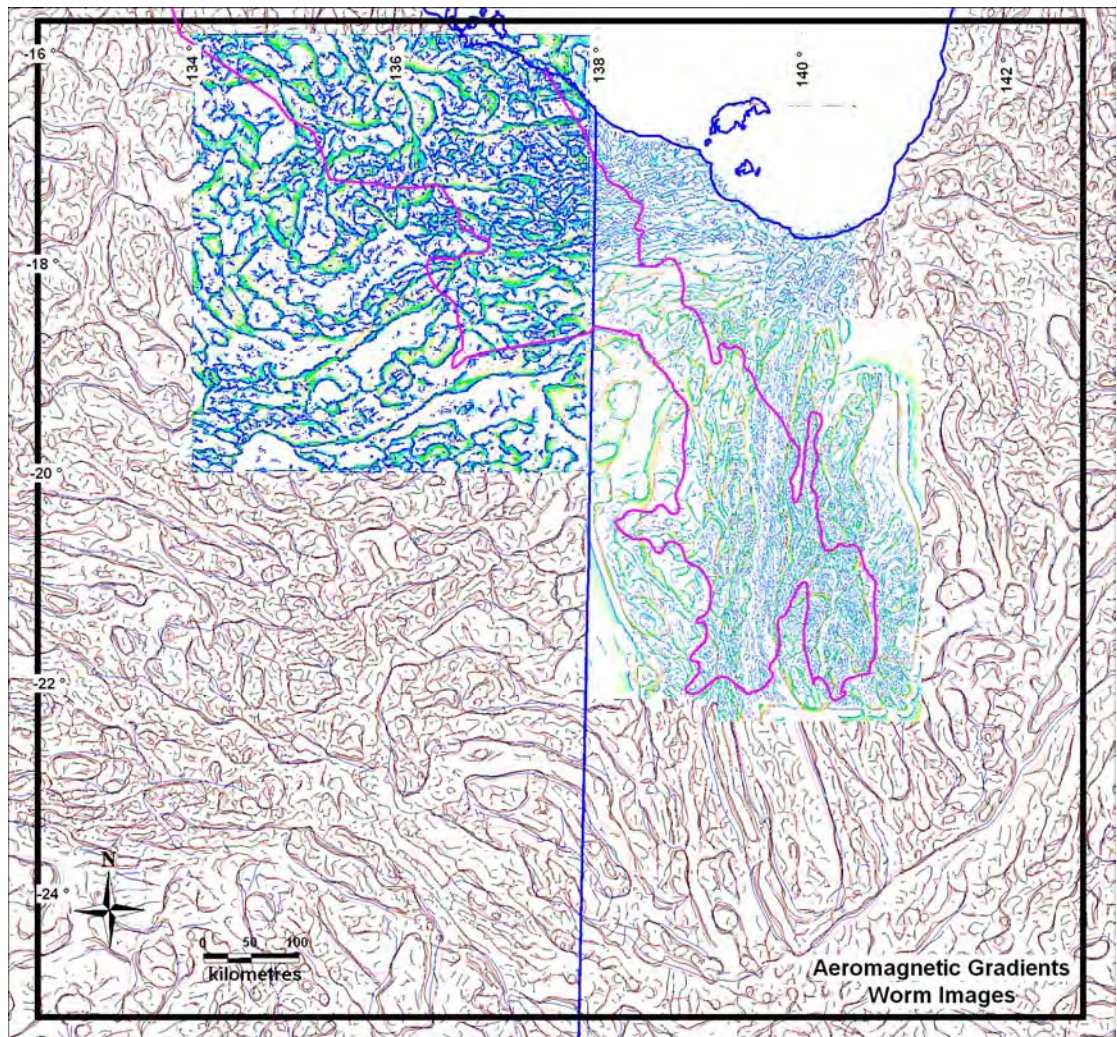 134 °
136 °
138 °
140 °
142 °
-16 °
-18 °
-20 °
-22 °
-24 °
N
0 50 100
kilometres
Aeromagnetic Gradients
Worm Images